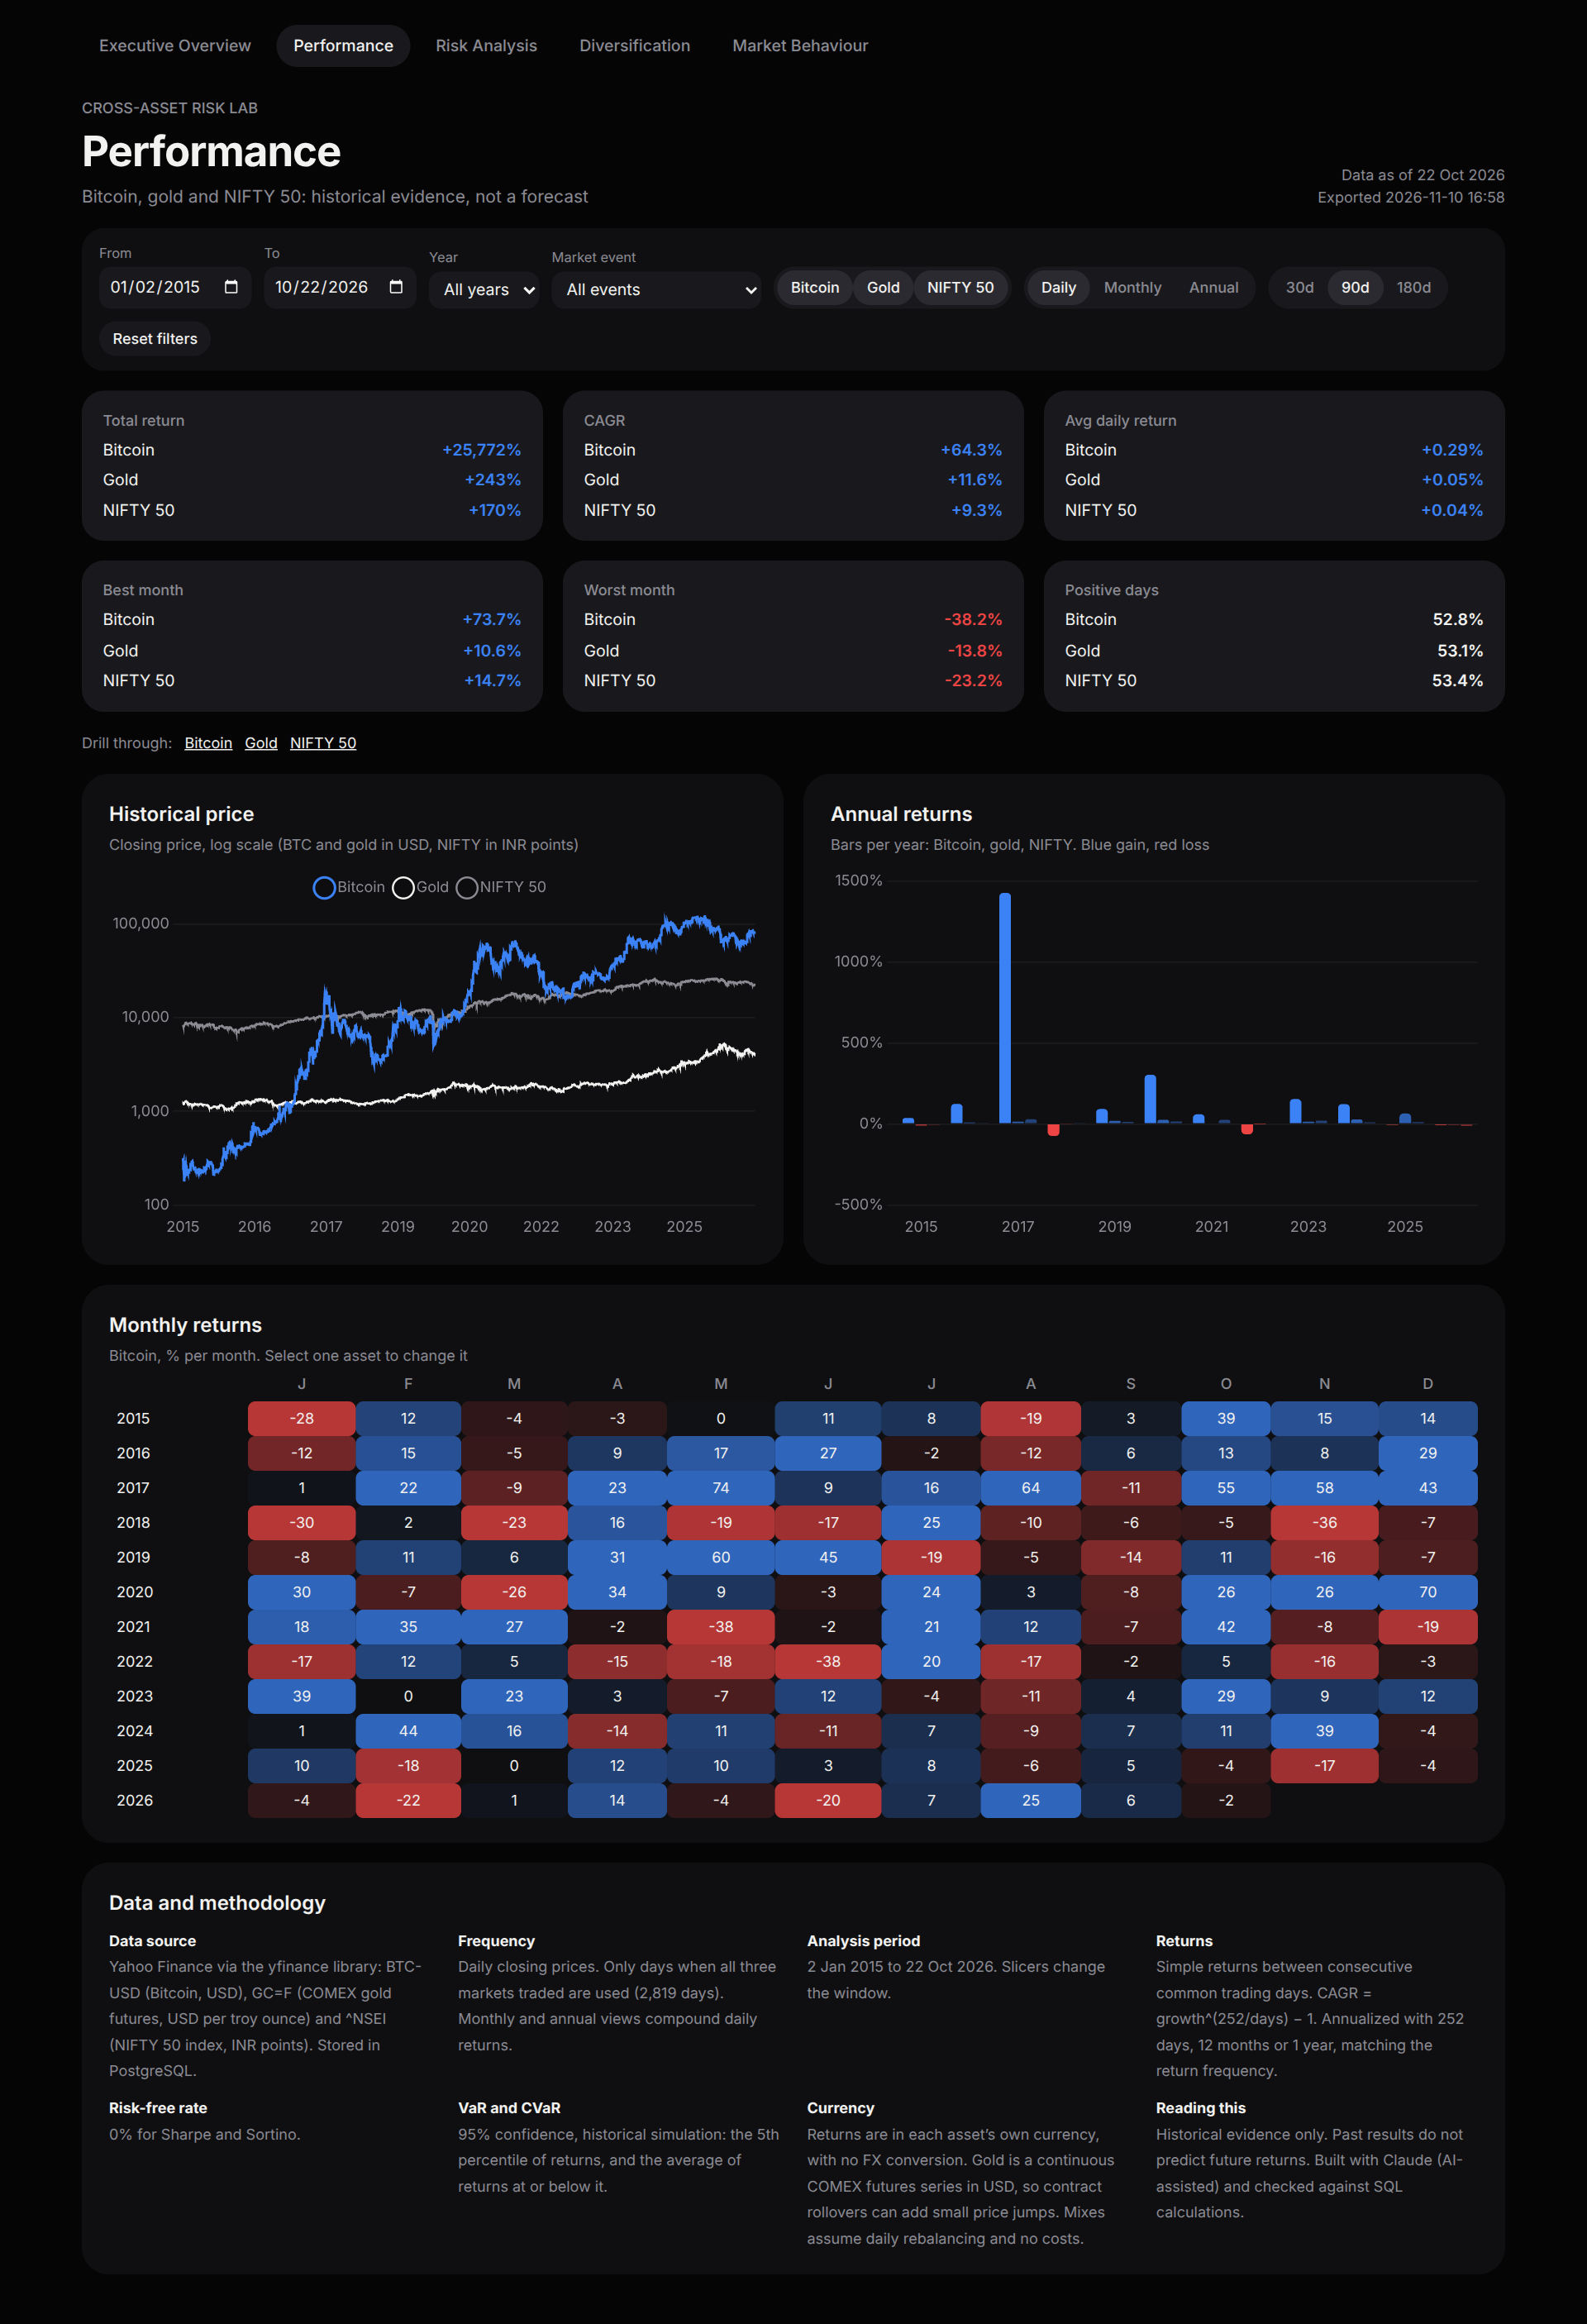 Executive Overview Performance Risk Analysis Diversification Market Behaviour
CROSS-ASSET RISK LAB
Performance
Bitcoin, gold and NIFTY 50: historical evidence, not a forecast
Data as of 22 Oct 2026
Exported 2026-11-10 16:58
From To Year Market event
01/02/2015 10/22/2026 All years All events Bitcoin Gold NIFTY 50 Daily Monthly Annual 30d 90d 180d
Reset filters
Total return
Bitcoin +25,772%
Gold +243%
NIFTY 50 +170%
CAGR
Bitcoin +64.3%
Gold +11.6%
NIFTY 50 +9.3%
Avg daily return
Bitcoin +0.29%
Gold +0.05%
NIFTY 50 +0.04%
Best month
Bitcoin +73.7%
Gold +10.6%
NIFTY 50 +14.7%
Worst month
Bitcoin -38.2%
Gold -13.8%
NIFTY 50 -23.2%
Positive days
Bitcoin 52.8%
Gold 53.1%
NIFTY 50 53.4%
Drill through: Bitcoin Gold NIFTY 50
Historical price
Closing price, log scale (BTC and gold in USD, NIFTY in INR points)
Bitcoin Gold NIFTY 50
100,000
10,000
1,000
100
2015 2016 2017 2019 2020 2022 2023 2025
Annual returns
Bars per year: Bitcoin, gold, NIFTY. Blue gain, red loss
1500%
1000%
500%
0%
-500%
2015 2017 2019 2021 2023 2025
Monthly returns
Bitcoin, % per month. Select one asset to change it
J F M A M J J A S O N D
2015 -28 12 -4 -3 0 11 8 -19 3 39 15 14
2016 -12 15 -5 9 17 27 -2 -12 6 13 8 29
2017 1 22 -9 23 74 9 16 64 -11 55 58 43
2018 -30 2 -23 16 -19 -17 25 -10 -6 -5 -36 -7
2019 -8 11 6 31 60 45 -19 -5 -14 11 -16 -7
2020 30 -7 -26 34 9 -3 24 3 -8 26 26 70
2021 18 35 27 -2 -38 -2 21 12 -7 42 -8 -19
2022 -17 12 5 -15 -18 -38 20 -17 -2 5 -16 -3
2023 39 0 23 3 -7 12 -4 -11 4 29 9 12
2024 1 44 16 -14 11 -11 7 -9 7 11 39 -4
2025 10 -18 0 12 10 3 8 -6 5 -4 -17 -4
2026 -4 -22 1 14 -4 -20 7 25 6 -2
Data and methodology
Data source
Yahoo Finance via the yfinance library: BTC-
USD (Bitcoin, USD), GC=F (COMEX gold
futures, USD per troy ounce) and ^NSEI
(NIFTY 50 index, INR points). Stored in
PostgreSQL.
Frequency
Daily closing prices. Only days when all three
markets traded are used (2,819 days).
Monthly and annual views compound daily
returns.
Analysis period
2 Jan 2015 to 22 Oct 2026. Slicers change
the window.
Returns
Simple returns between consecutive
common trading days. CAGR =
growth^(252/days) − 1. Annualized with 252
days, 12 months or 1 year, matching the
return frequency.
Risk-free rate
0% for Sharpe and Sortino.
VaR and CVaR
95% confidence, historical simulation: the 5th
percentile of returns, and the average of
returns at or below it.
Currency
Returns are in each asset’s own currency,
with no FX conversion. Gold is a continuous
COMEX futures series in USD, so contract
rollovers can add small price jumps. Mixes
assume daily rebalancing and no costs.
Reading this
Historical evidence only. Past results do not
predict future returns. Built with Claude (AI-
assisted) and checked against SQL
calculations.